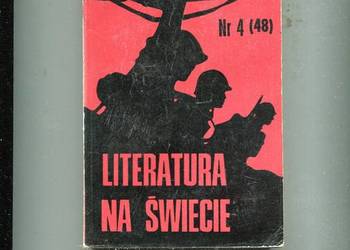 Nr 4 (48)
LITERATURA
NA ŚWIECIE